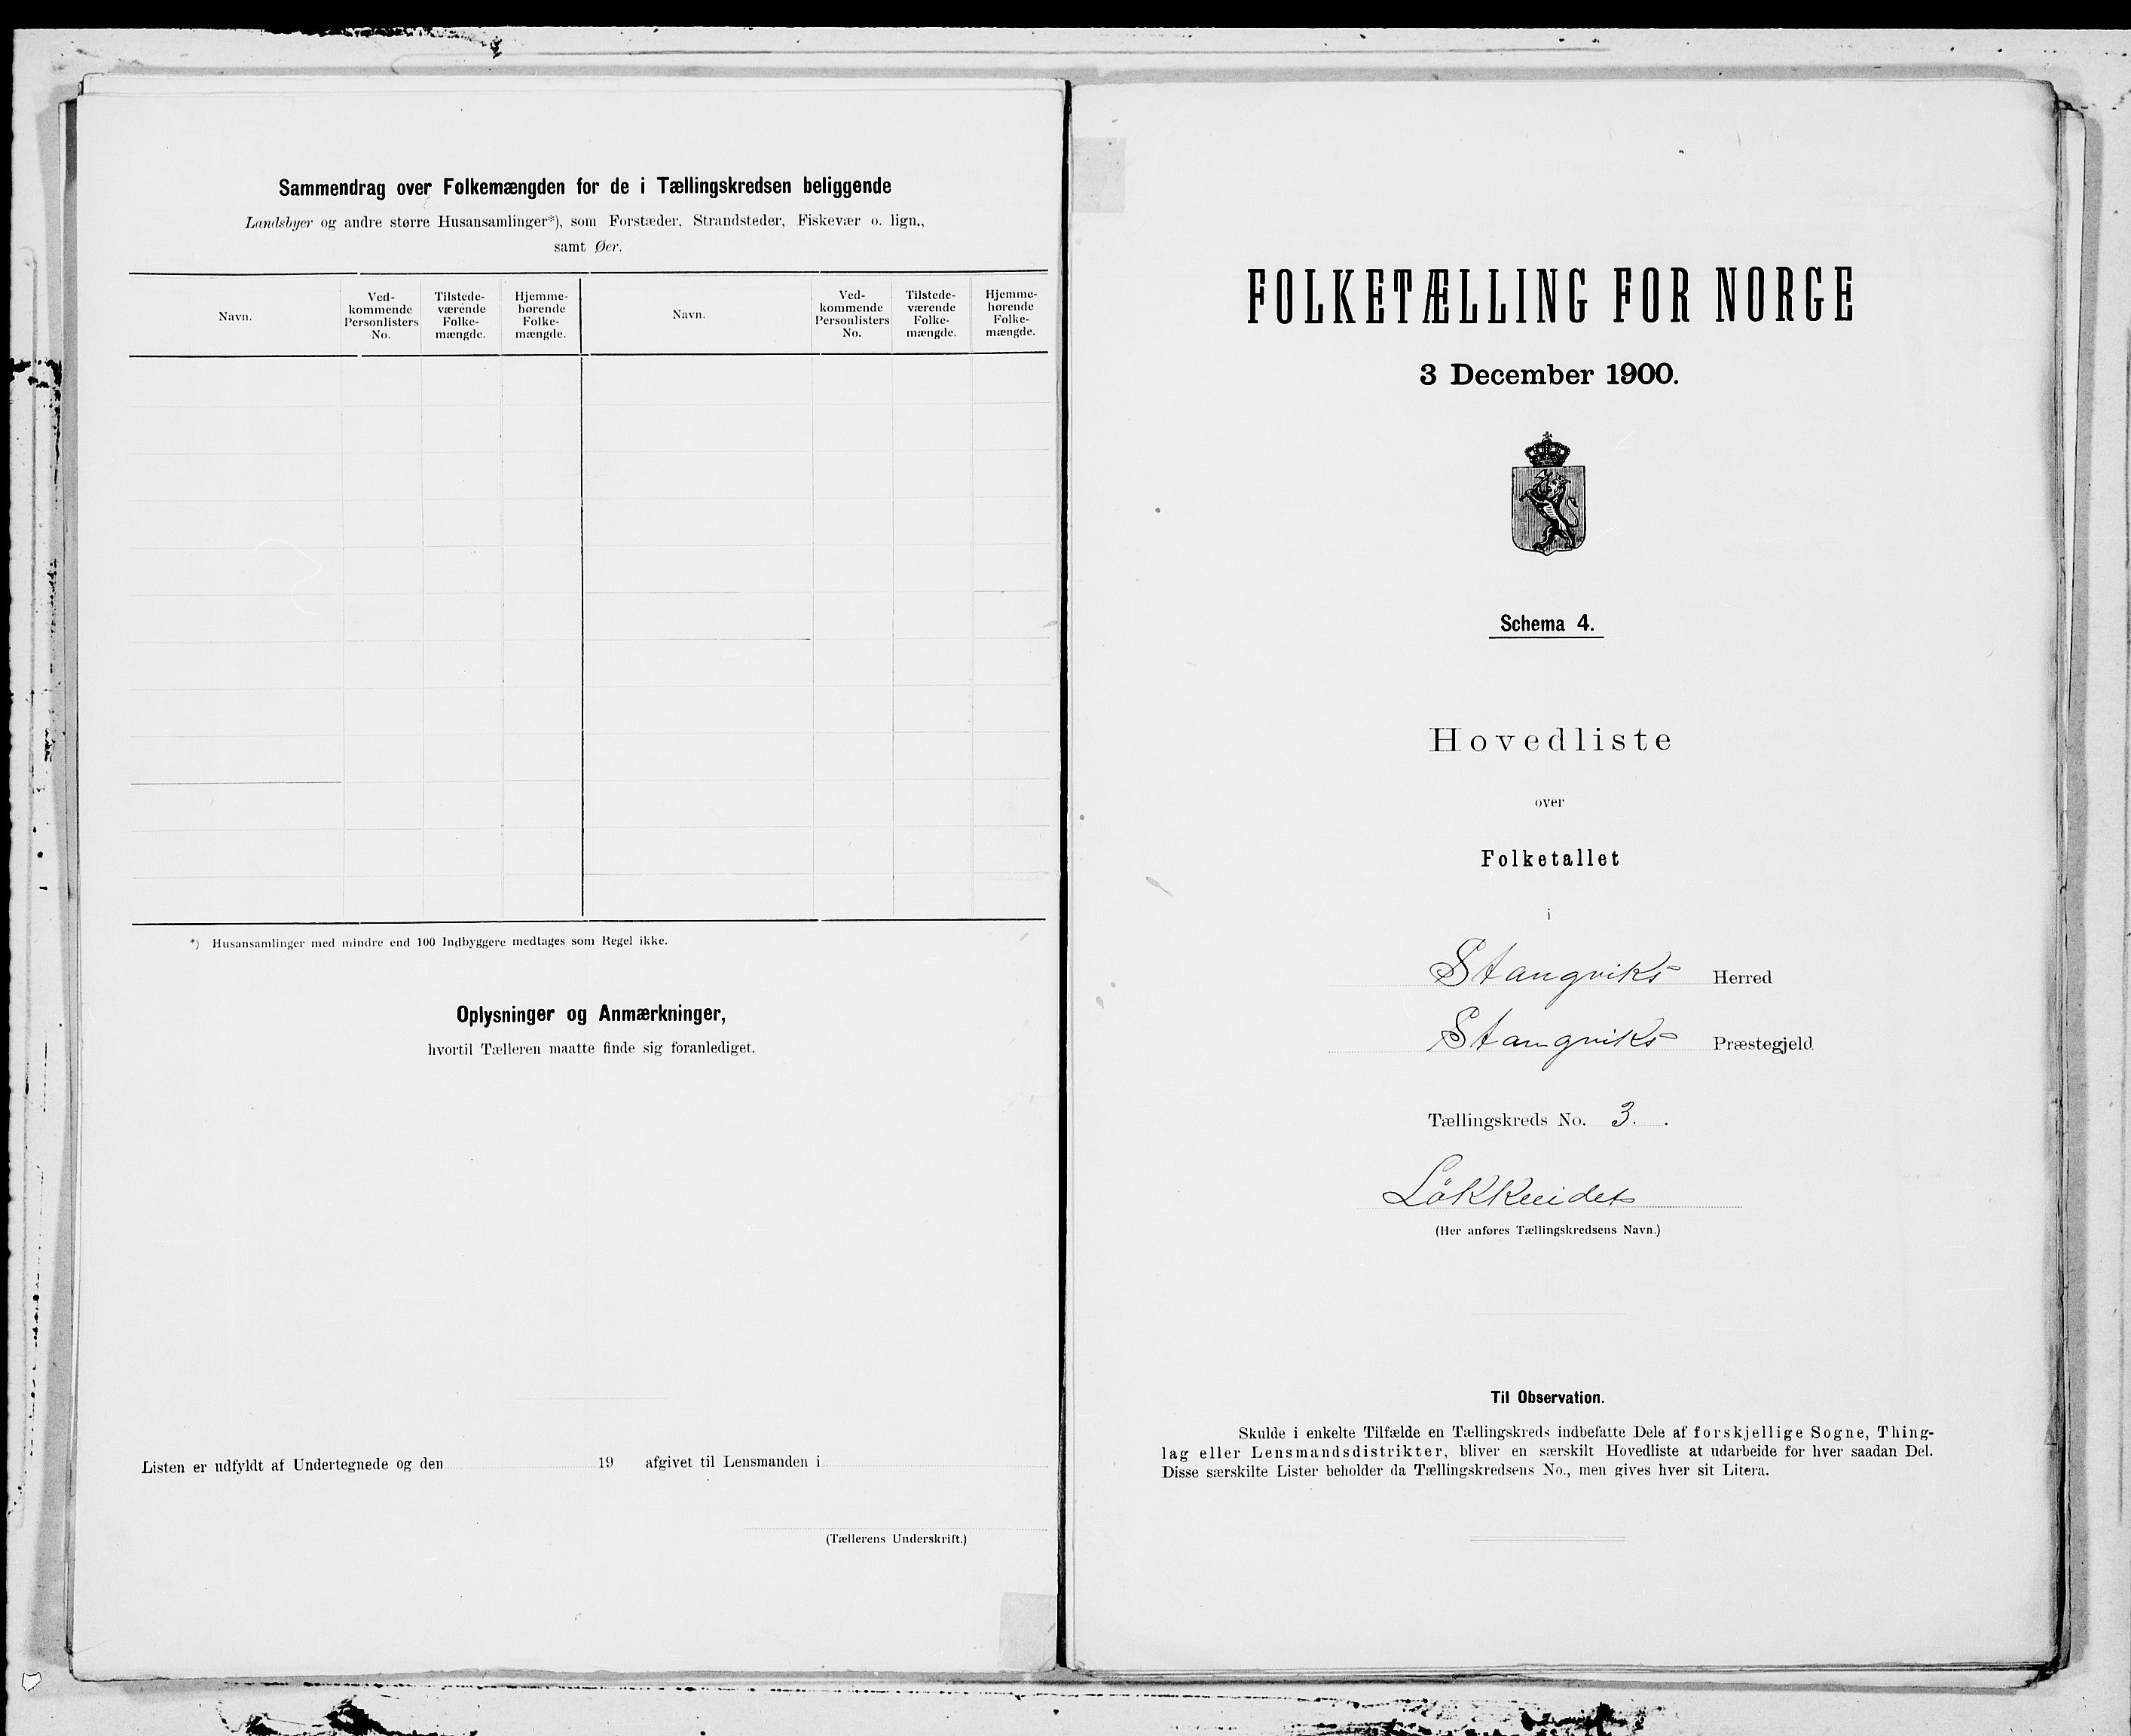 Sammendrag over Folkemængden for de i Tællingskredsen beliggende
Landsbyer og andre større Husansamlinger*), som Forstæder, Strandsteder, Fiskevær o. lign.,
samt Øer.
Navn.
Ved-
kommende
Personlisters
No.
Tilstede-
værende
Folke-
mængde.
Hjemme-
hørende
Folke-
mængde.
Navn.
Ved-
kommende
Personlisters
No.
Tilstede-
værende
Folke-
mængde.
Hjemme-
hørende
Folke-
mængde.
*) Husansamlinger med mindre end 100 Indbyggere medtages som Regel ikke.
Oplysninger og Anmærkninger,
hvortil Tælleren maatte finde sig foranlediget.
Listen er udfyldt af Undertegnede og den 19 afgivet til Lensmanden i
(Tællerens Underskrift.)
FOLKETÆLLING FOR NORGE
3 December 1900.
Schema 4.
Hovedliste
over
Folketallet
i
Stangviks Herred
Stangviks Præstegjeld
Tællingskreds No. 3.
Løkkeeidet
(Her anføres Tællingskredsens Navn.)
Til Observation.
Skulde i enkelte Tilfælde en Tællingskreds indbefatte Dele af forskjellige Sogne, Thing-
lag eller Lensmandsdistrikter, bliver en særskilt Hovedliste at udarbeide for hver saadan Del.
Disse særskilte Lister beholder da Tællingskredsens No., men gives hver sit Litera.